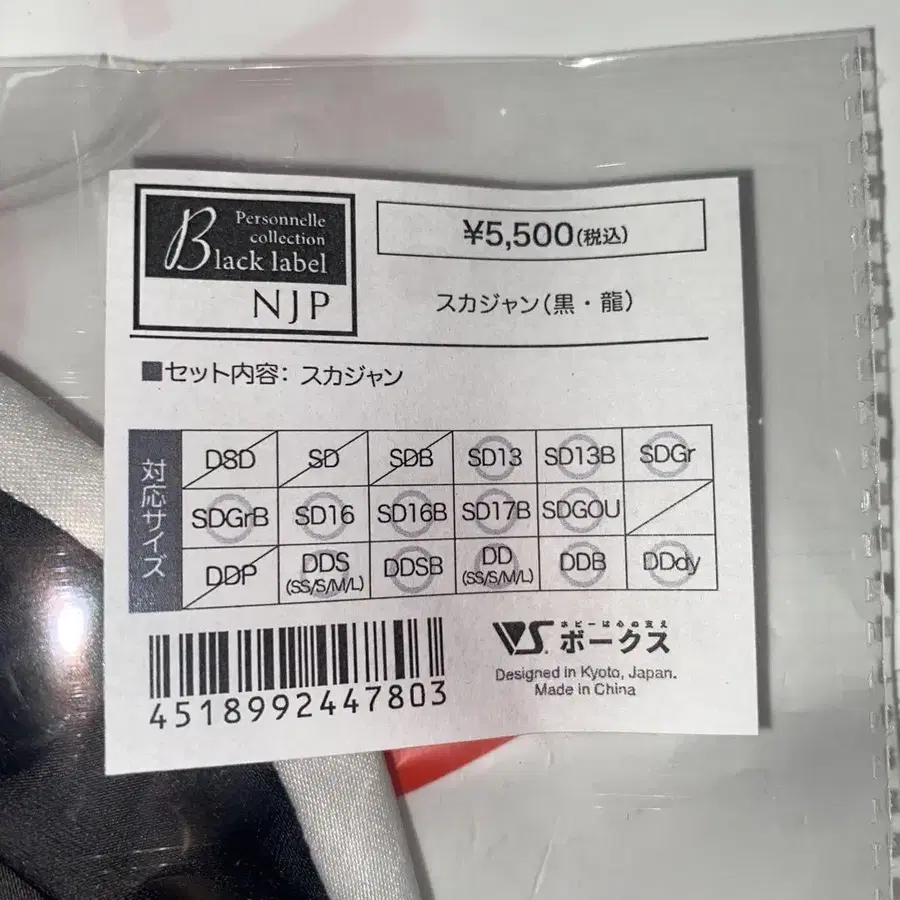 Personnelle
collection
Black label
NJP
¥5,500(税込)
スカジャン(黒・龍)
■セット内容: スカジャン
対応サイズ
DSD SD SDB SD13 SD13B SDGr
SDGrB SD16 SD16B SD17B SDGOU
DDP DDS (SS/S/M/L) DDSB DD (SS/S/M/L) DDB DDdy
4518992447803
VS ホビーは心の支え
ボークス
Designed in Kyoto, Japan.
Made in China